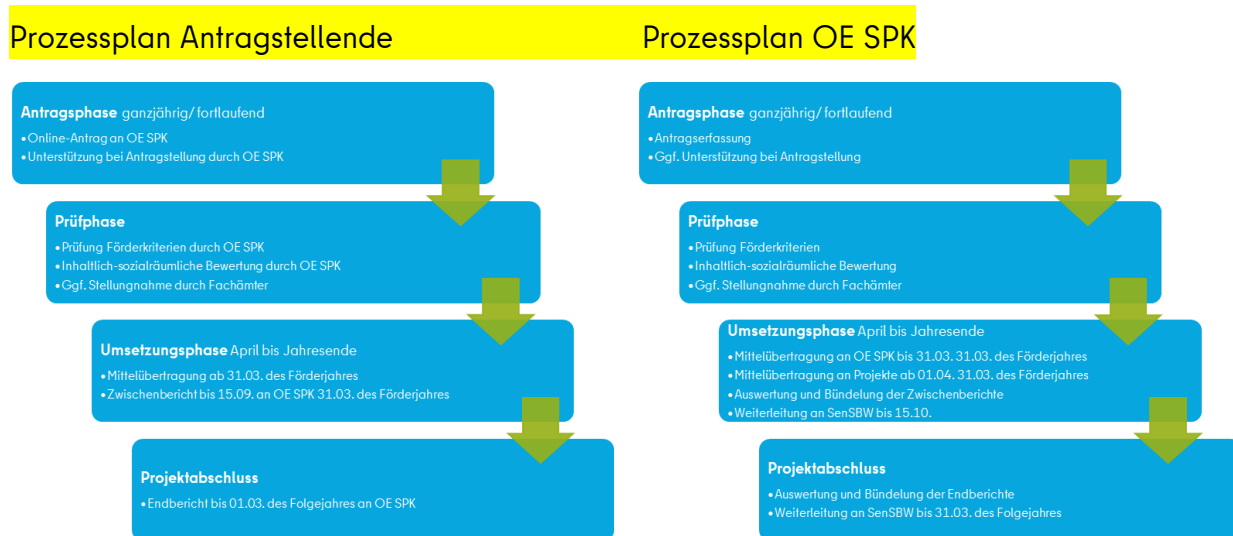 Prozessplan Antragstellende
Antragsphase ganzjährig/ fortlaufend
•Online-Antrag an OE SPK
•Unterstützung bei Antragstellung durch OE SPK
Prüfphase
•Prüfung Förderkriterien durch OE SPK
•Inhaltlich-sozialräumliche Bewertung durch OE SPK
•Ggf. Stellungnahme durch Fachämter
Umsetzungsphase April bis Jahresende
•Mittelübertragung ab 31.03. des Förderjahres
•Zwischenbericht bis 15.09. an OE SPK 31.03. des Förderjahres
Projektabschluss
•Endbericht bis 01.03. des Folgejahres an OE SPK
Prozessplan OE SPK
Antragsphase ganzjährig/ fortlaufend
•Antragserfassung
•Ggf. Unterstützung bei Antragstellung
Prüfphase
•Prüfung Förderkriterien
•Inhaltlich-sozialräumliche Bewertung
•Ggf. Stellungnahme durch Fachämter
Umsetzungsphase April bis Jahresende
•Mittelübertragung an OE SPK bis 31.03. 31.03. des Förderjahres
•Mittelübertragung an Projekte ab 01.04. 31.03. des Förderjahres
•Auswertung und Bündelung der Zwischenberichte
•Weiterleitung an SenSBW bis 15.10.
Projektabschluss
•Auswertung und Bündelung der Endberichte
•Weiterleitung an SenSBW bis 31.03. des Folgejahres